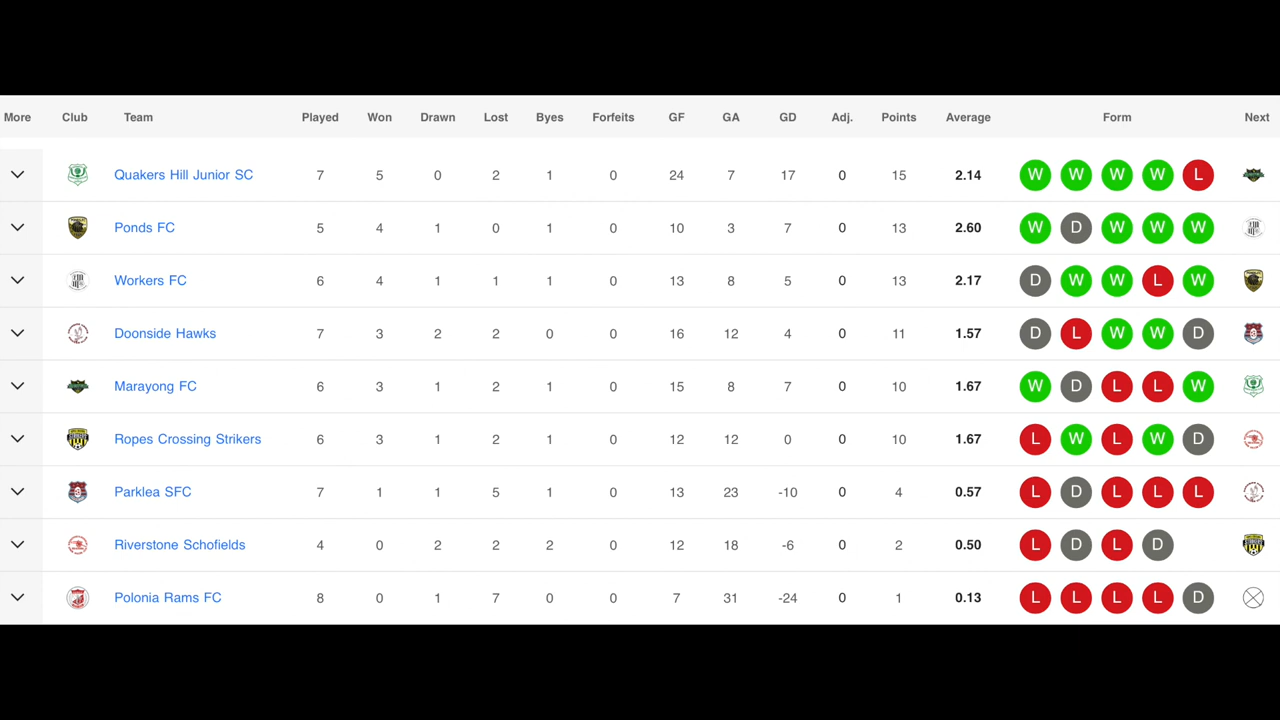 More Club Team Played Won Drawn Lost Byes Forfeits GF GA GD Adj. Points Average Form Next
Quakers Hill Junior SC 7 5 0 2 1 0 24 7 17 0 15 2.14 W W W W L
Ponds FC 5 4 1 0 1 0 10 3 7 0 13 2.60 W D W W W
Workers FC 6 4 1 1 1 0 13 8 5 0 13 2.17 D W W L W
Doonside Hawks 7 3 2 2 0 0 16 12 4 0 11 1.57 D L W W D
Marayong FC 6 3 1 2 1 0 15 8 7 0 10 1.67 W D L L W
Ropes Crossing Strikers 6 3 1 2 1 0 12 12 0 0 10 1.67 L W L W D
Parklea SFC 7 1 1 5 1 0 13 23 -10 0 4 0.57 L D L L L
Riverstone Schofields 4 0 2 2 2 0 12 18 -6 0 2 0.50 L D L D
Polonia Rams FC 8 0 1 7 0 0 7 31 -24 0 1 0.13 L L L L D